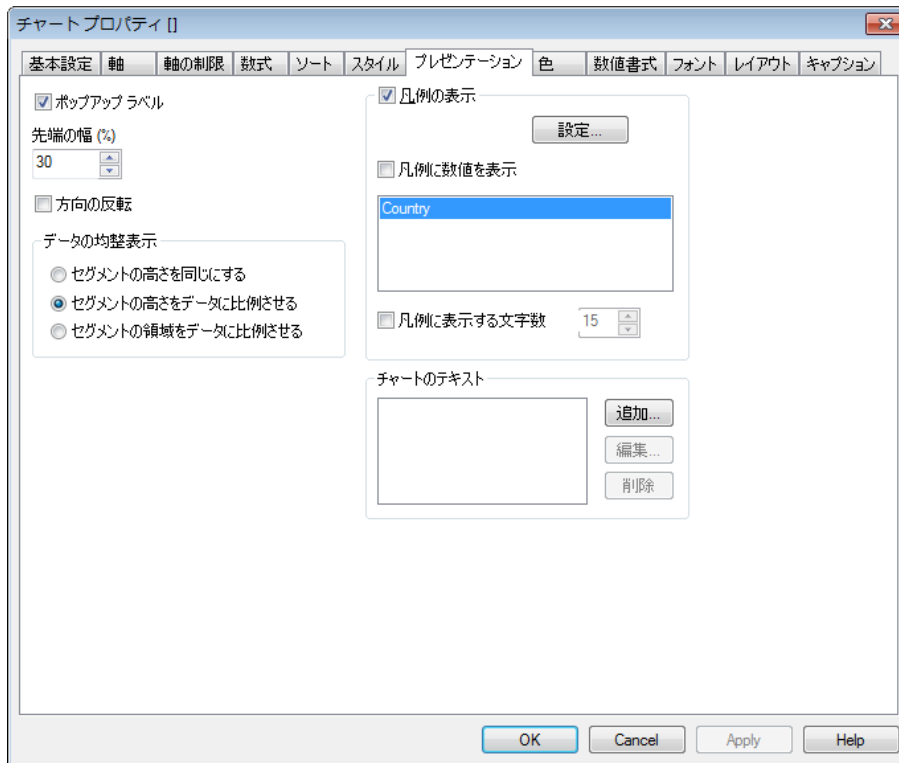 チャート プロパティ []
基本設定 軸 軸の制限 数式 ソート スタイル プレゼンテーション 色 数値書式 フォント レイアウト キャプション
ポップアップ ラベル
先端の幅 (%)
30
方向の反転
データの均整表示
セグメントの高さを同じにする
セグメントの高さをデータに比例させる
セグメントの領域をデータに比例させる
凡例の表示
設定...
凡例に数値を表示
Country
凡例に表示する文字数 15
チャートのテキスト
追加...
編集...
削除
OK Cancel Apply Help